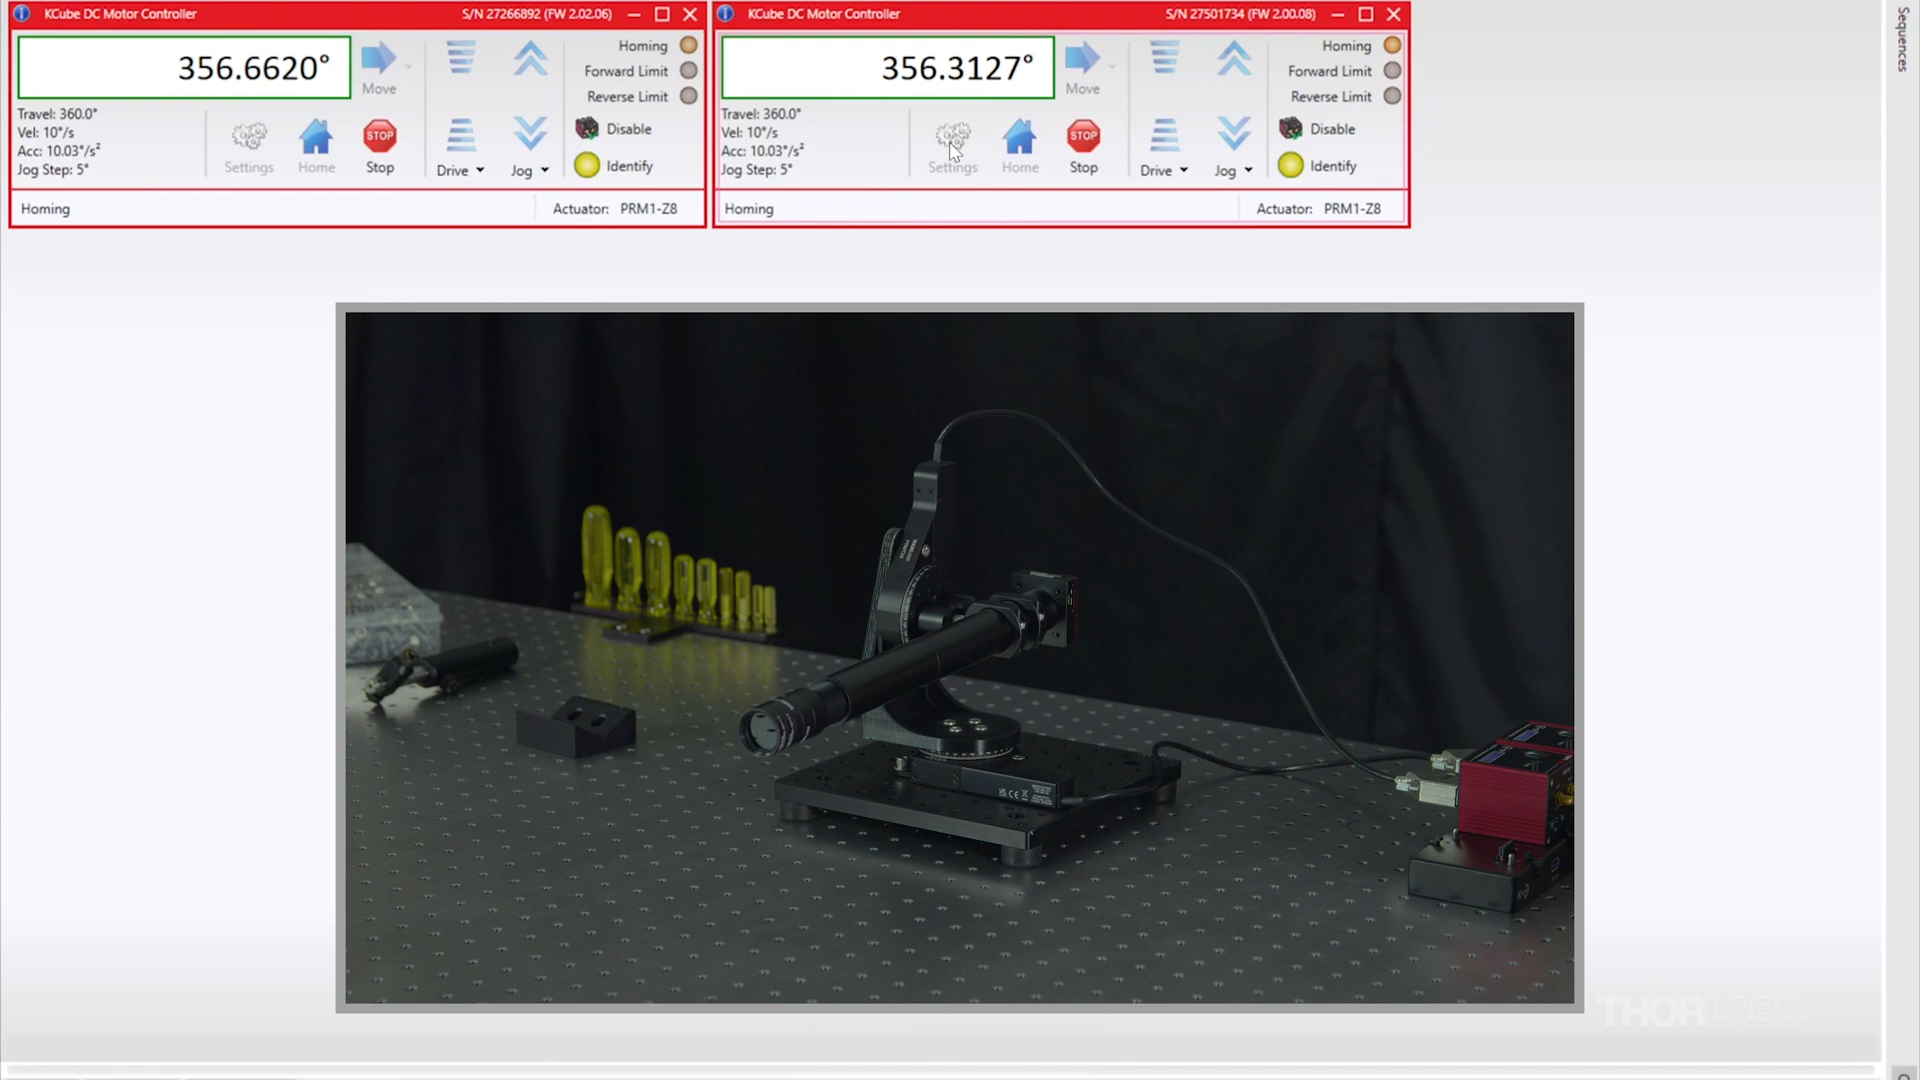 KCube DC Motor Controller S/N 27266892 (FW 2.02.06)
356.6620°
Move
Homing
Forward Limit
Reverse Limit
Travel: 360.0°
Vel: 10°/s
Acc: 10.03°/s²
Jog Step: 5°
Settings
Home
STOP
Stop
Drive
Jog
Disable
Identify
Homing
Actuator: PRM1-Z8
KCube DC Motor Controller S/N 27501734 (FW 2.00.08)
356.3127°
Move
Homing
Forward Limit
Reverse Limit
Travel: 360.0°
Vel: 10°/s
Acc: 10.03°/s²
Jog Step: 5°
Settings
Home
STOP
Stop
Drive
Jog
Disable
Identify
Homing
Actuator: PRM1-Z8
Sequences
THORLABS